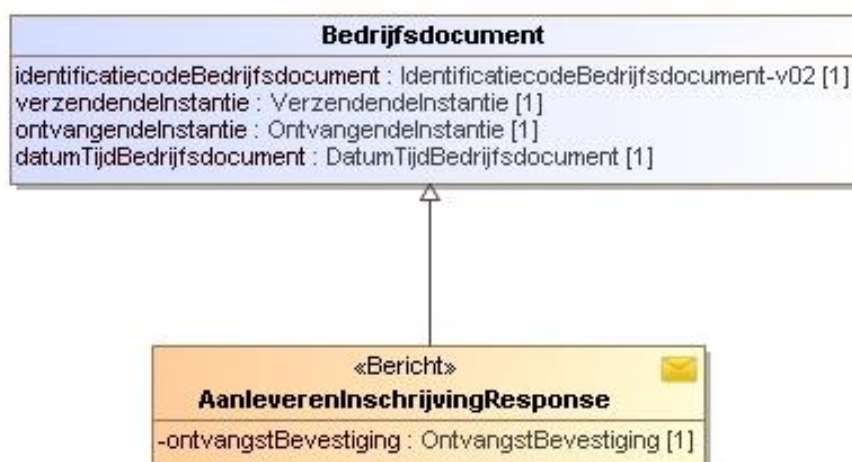 Bedrijfsdocument
identificatiecodeBedrijfsdocument : IdentificatiecodeBedrijfsdocument-v02 [1]
verzendendeInstantie : VerzendendeInstantie [1]
ontvangendeInstantie : OntvangendeInstantie [1]
datumTijdBedrijfsdocument : DatumTijdBedrijfsdocument [1]
«Bericht»
AanleverenInschrijvingResponse
-ontvangstBevestiging : OntvangstBevestiging [1]